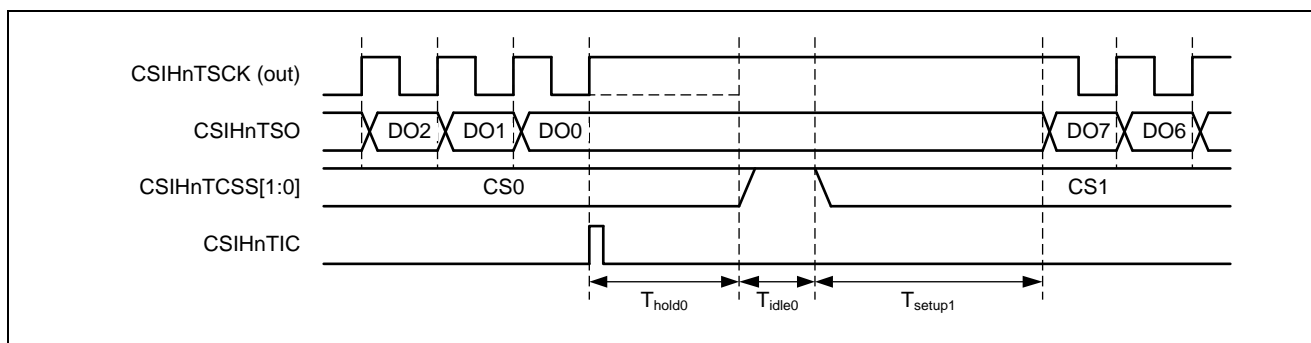 CSIHnTSCK (out)
CSIHnTSO DO2 DO1 DO0 DO7 DO6
CSIHnTCSS[1:0] CS0 CS1
CSIHnTIC
Thold0 Tidle0 Tsetup1